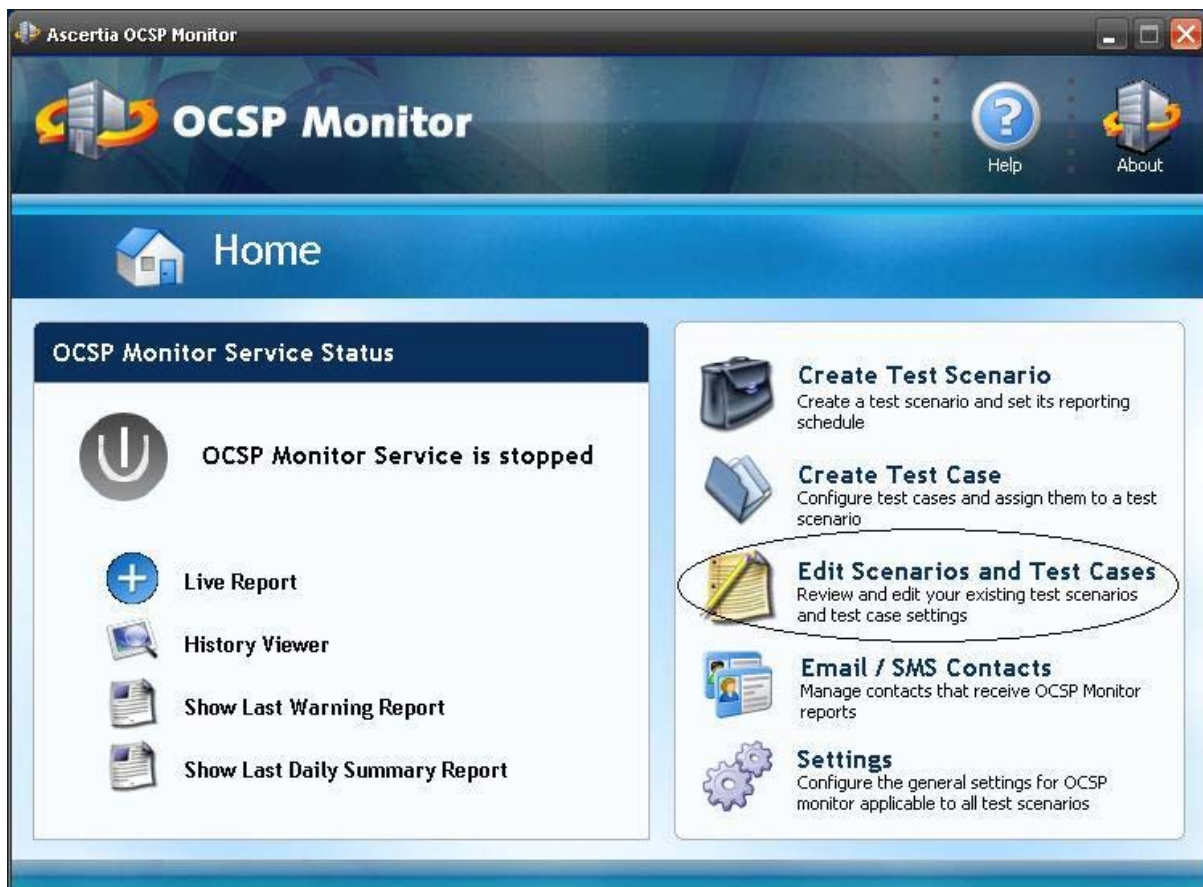 Ascertia OCSP Monitor
OCSP Monitor
Help
About
Home
OCSP Monitor Service Status
OCSP Monitor Service is stopped
Live Report
History Viewer
Show Last Warning Report
Show Last Daily Summary Report
Create Test Scenario
Create a test scenario and set its reporting
schedule
Create Test Case
Configure test cases and assign them to a test
scenario
Edit Scenarios and Test Cases
Review and edit your existing test scenarios
and test case settings
Email / SMS Contacts
Manage contacts that receive OCSP Monitor
reports
Settings
Configure the general settings for OCSP
monitor applicable to all test scenarios